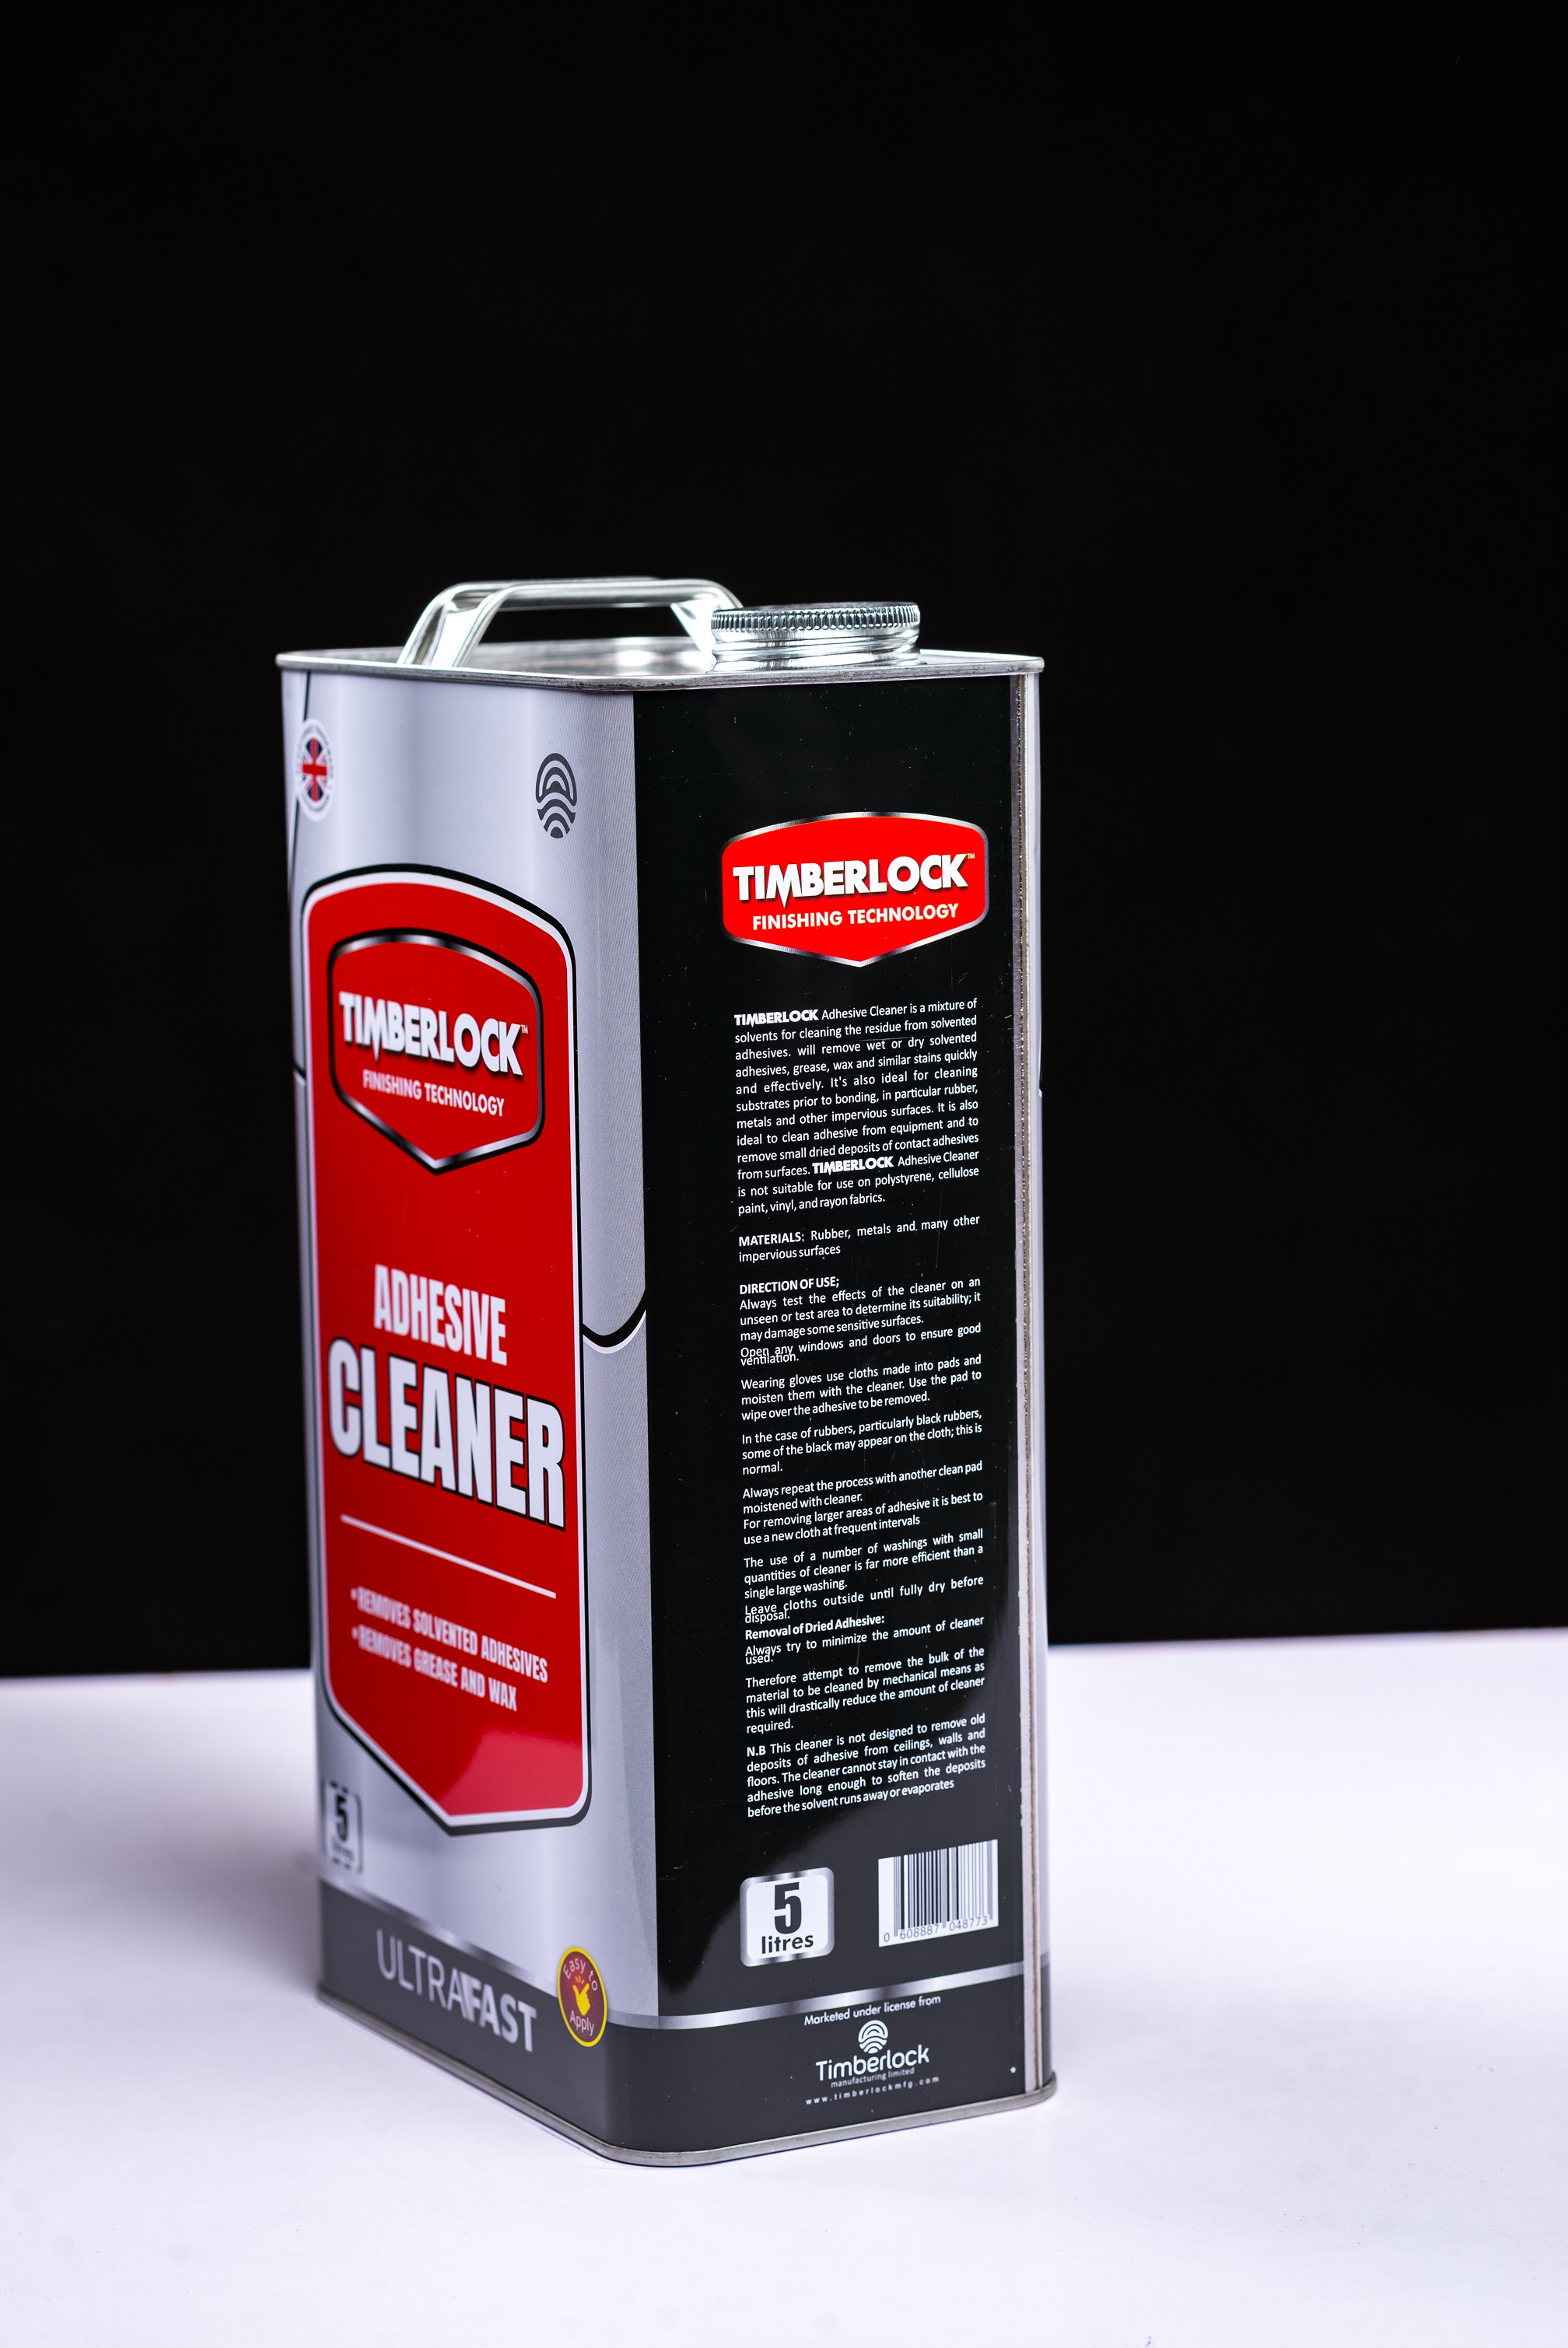 TIMBERLOCK™
FINISHING TECHNOLOGY
ADHESIVE
CLEANER
•REMOVES SOLVENTED ADHESIVES
•REMOVES GREASE AND WAX
5
litres
ULTRAFAST
Easy to
Apply
TIMBERLOCK™
FINISHING TECHNOLOGY
TIMBERLOCK Adhesive Cleaner is a mixture of
solvents for cleaning the residue from solvented
adhesives. will remove wet or dry solvented
adhesives, grease, wax and similar stains quickly
and effectively. It's also ideal for cleaning
substrates prior to bonding, in particular rubber,
metals and other impervious surfaces. It is also
ideal to clean adhesive from equipment and to
remove small dried deposits of contact adhesives
from surfaces. TIMBERLOCK Adhesive Cleaner
is not suitable for use on polystyrene, cellulose
paint, vinyl, and rayon fabrics.
MATERIALS: Rubber, metals and many other
impervious surfaces
DIRECTION OF USE;
Always test the effects of the cleaner on an
unseen or test area to determine its suitability; it
may damage some sensitive surfaces.
Open any windows and doors to ensure good
ventilation.
Wearing gloves use cloths made into pads and
moisten them with the cleaner. Use the pad to
wipe over the adhesive to be removed.
In the case of rubbers, particularly black rubbers,
some of the black may appear on the cloth; this is
normal.
Always repeat the process with another clean pad
moistened with cleaner.
For removing larger areas of adhesive it is best to
use a new cloth at frequent intervals
The use of a number of washings with small
quantities of cleaner is far more efficient than a
single large washing.
Leave cloths outside until fully dry before
disposal.
Removal of Dried Adhesive:
Always try to minimize the amount of cleaner
used.
Therefore attempt to remove the bulk of the
material to be cleaned by mechanical means as
this will drastically reduce the amount of cleaner
required.
N.B This cleaner is not designed to remove old
deposits of adhesive from ceilings, walls and
floors. The cleaner cannot stay in contact with the
adhesive long enough to soften the deposits
before the solvent runs away or evaporates
5
litres
0 608887 048773
Marketed under license from
Timberlock
manufacturing limited
www.timberlockmfg.com